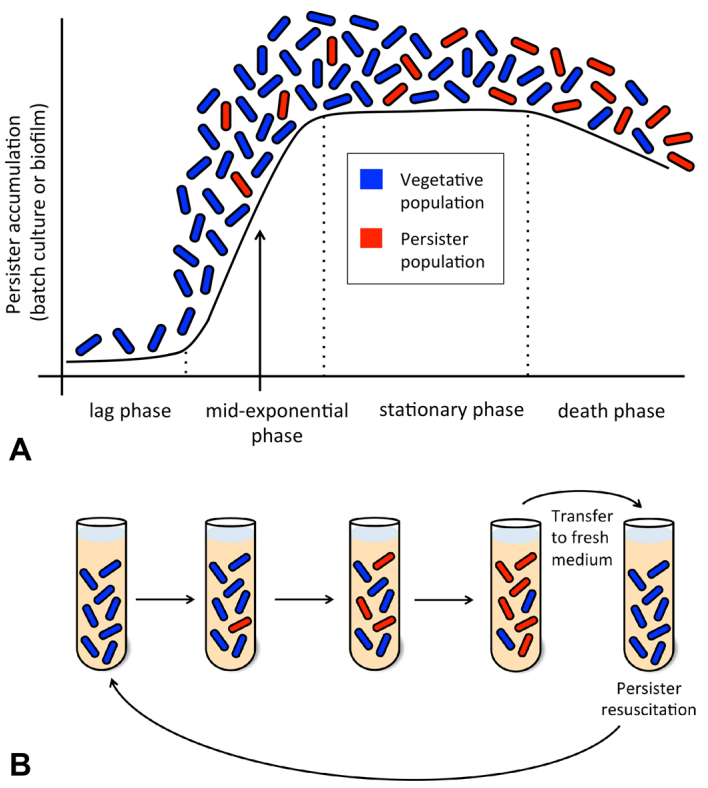 Persister accumulation
(batch culture or biofilm)
Vegetative
population
Persister
population
lag phase
mid-exponential
phase
stationary phase
death phase
A
Transfer
to fresh
medium
Persister
resuscitation
B